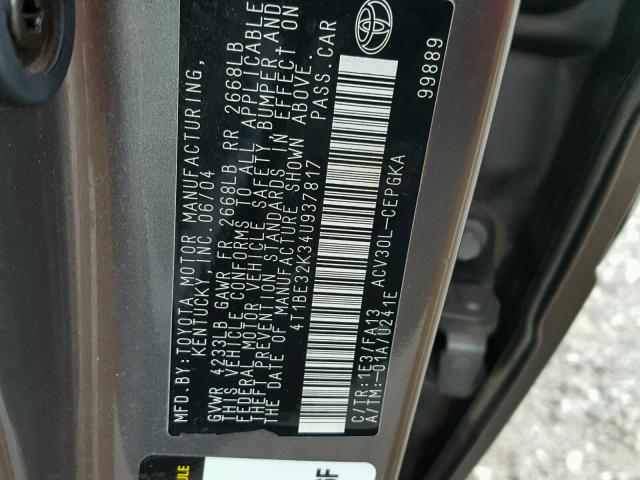 MFD. BY:TOYOTA MOTOR MANUFACTURING,
KENTUCKY, INC. 06/04
GVWR 4233LB GAWR FR 2668LB RR 2668LB
THIS VEHICLE CONFORMS TO ALL APPLICABLE
FEDERAL MOTOR VEHICLE SAFETY, BUMPER AND
THEFT PREVENTION STANDARDS IN EFFECT ON
THE DATE OF MANUFACTURE SHOWN ABOVE.
4T1BE32K34U937817 PASS.CAR
C/TR:1E3/FA13 ACV30L-CEPGKA
A/TM:-01A/U241E
99889